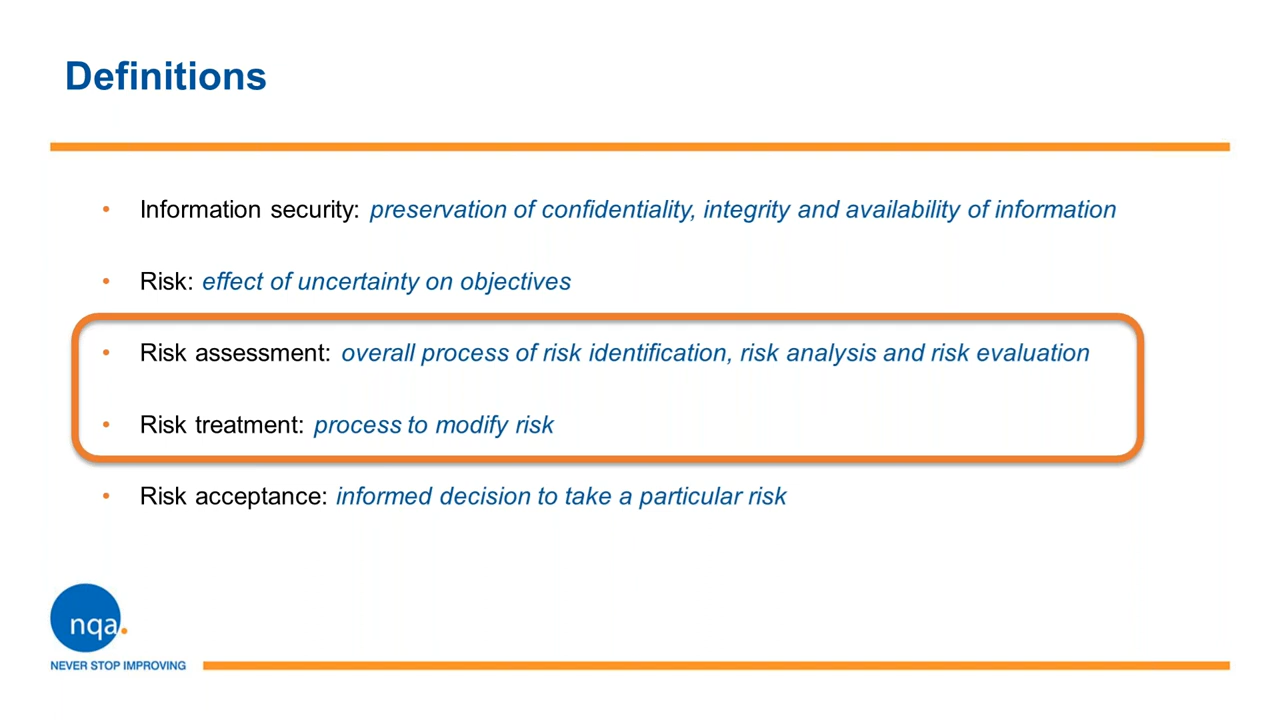 Definitions
• Information security: preservation of confidentiality, integrity and availability of information
• Risk: effect of uncertainty on objectives
• Risk assessment: overall process of risk identification, risk analysis and risk evaluation
• Risk treatment: process to modify risk
• Risk acceptance: informed decision to take a particular risk
nqa.
NEVER STOP IMPROVING